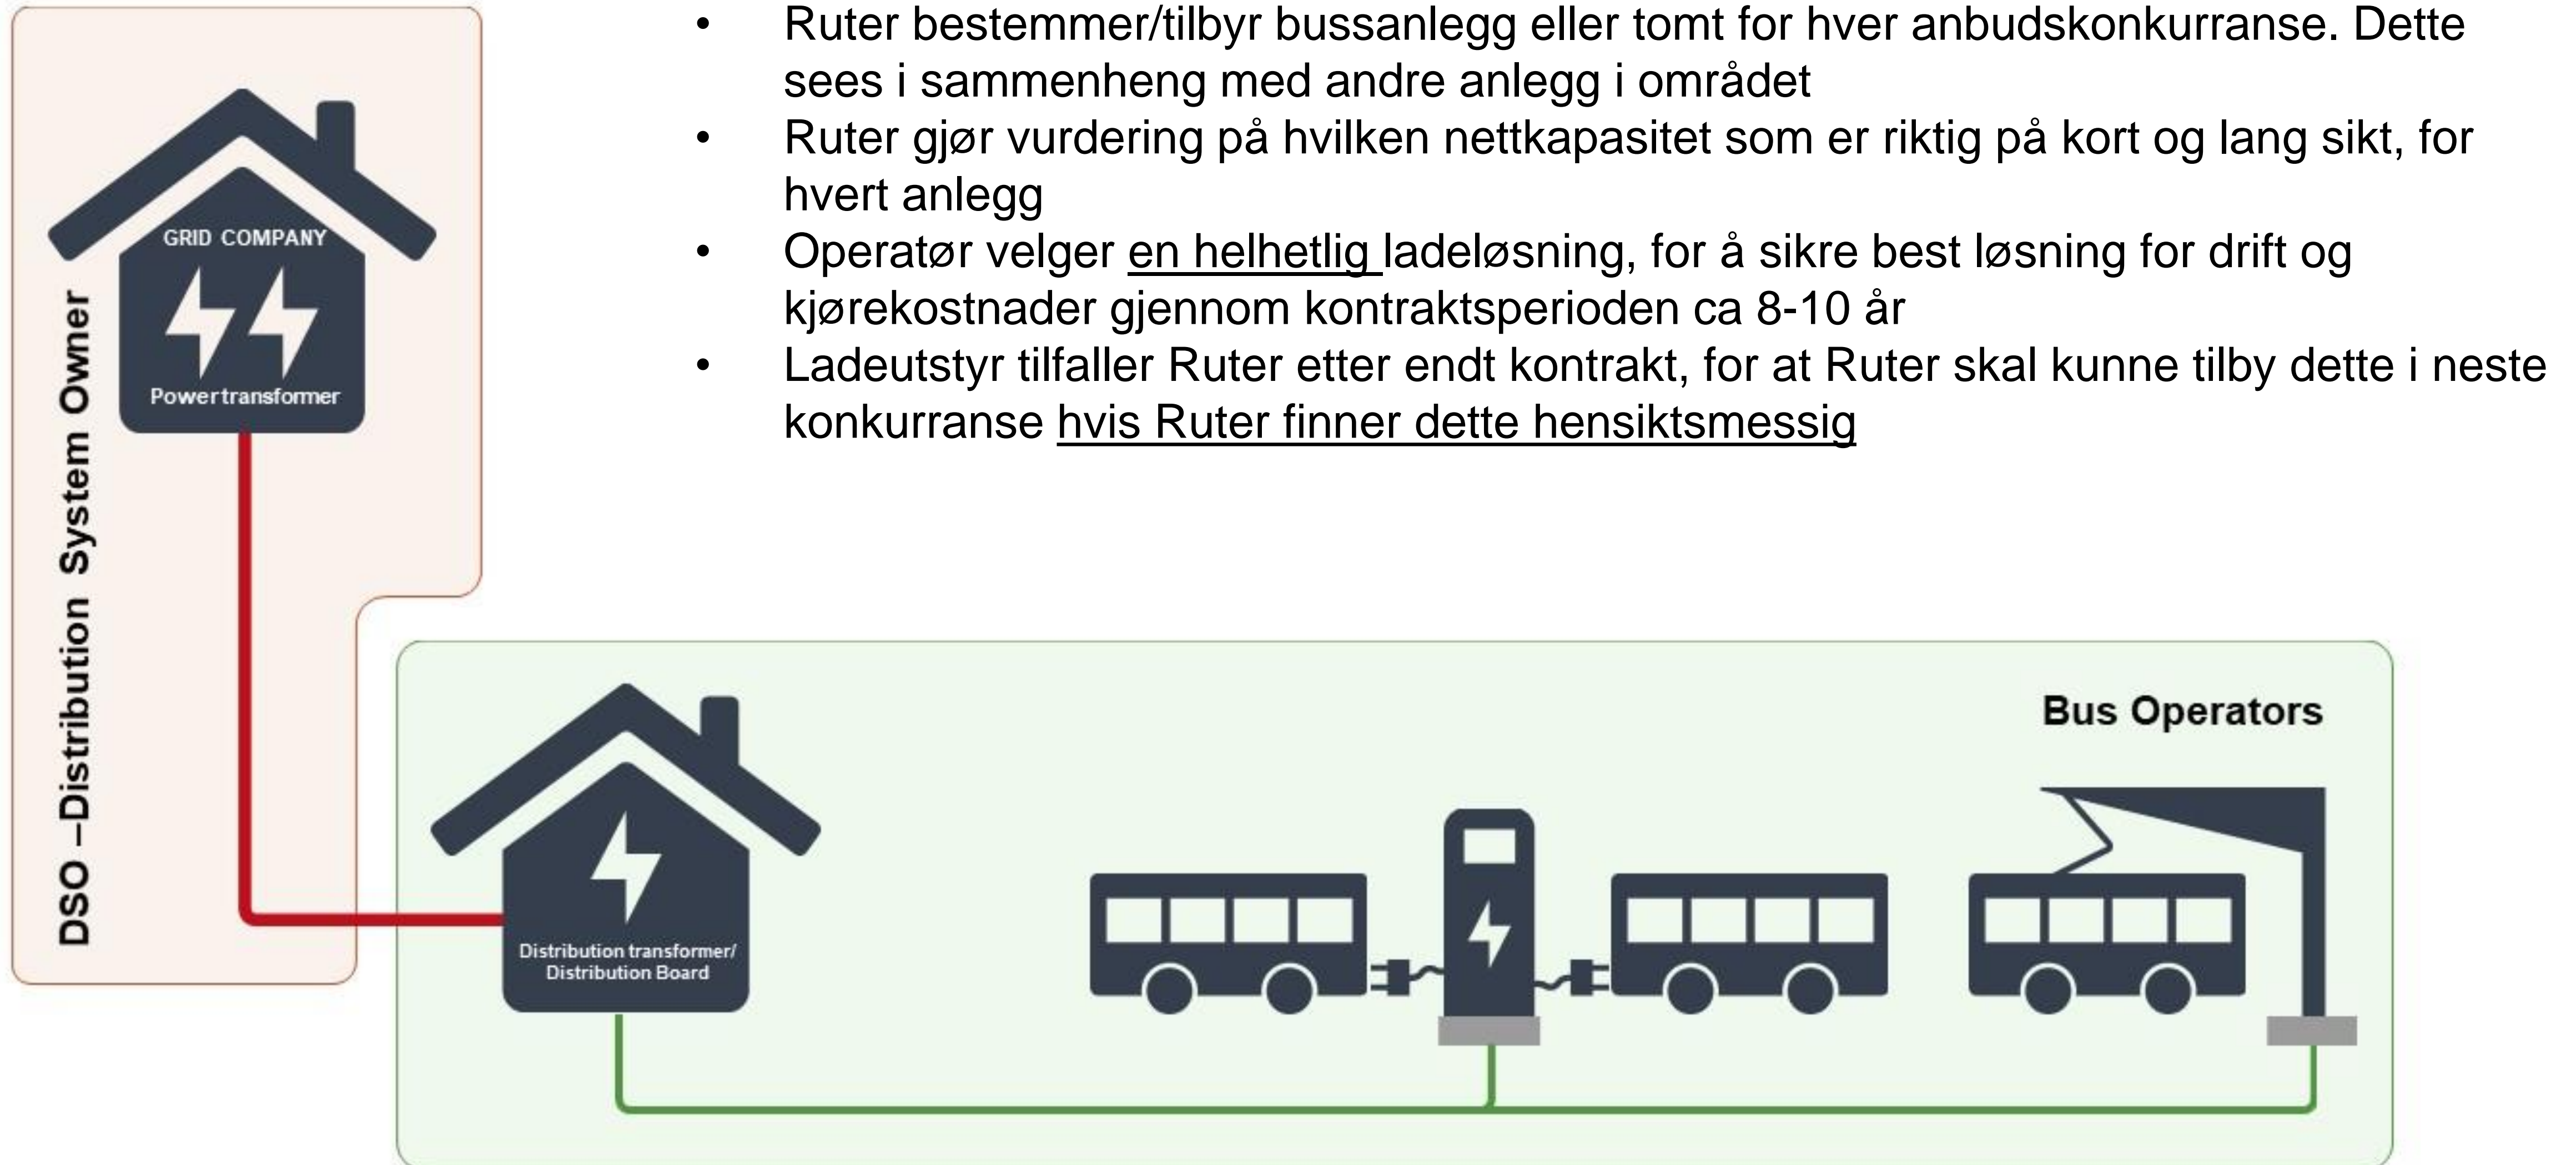 • Ruter bestemmer/tilbyr bussanlegg eller tomt for hver anbudskonkurranse. Dette
sees i sammenheng med andre anlegg i området
• Ruter gjør vurdering på hvilken nettkapasitet som er riktig på kort og lang sikt, for
hvert anlegg
• Operatør velger en helhetlig ladeløsning, for å sikre best løsning for drift og
kjørekostnader gjennom kontraktsperioden ca 8-10 år
• Ladeutstyr tilfaller Ruter etter endt kontrakt, for at Ruter skal kunne tilby dette i neste
konkurranse hvis Ruter finner dette hensiktsmessig
GRID COMPANY
Powertransformer
DSO –Distribution System Owner
Bus Operators
Distribution transformer/
Distribution Board